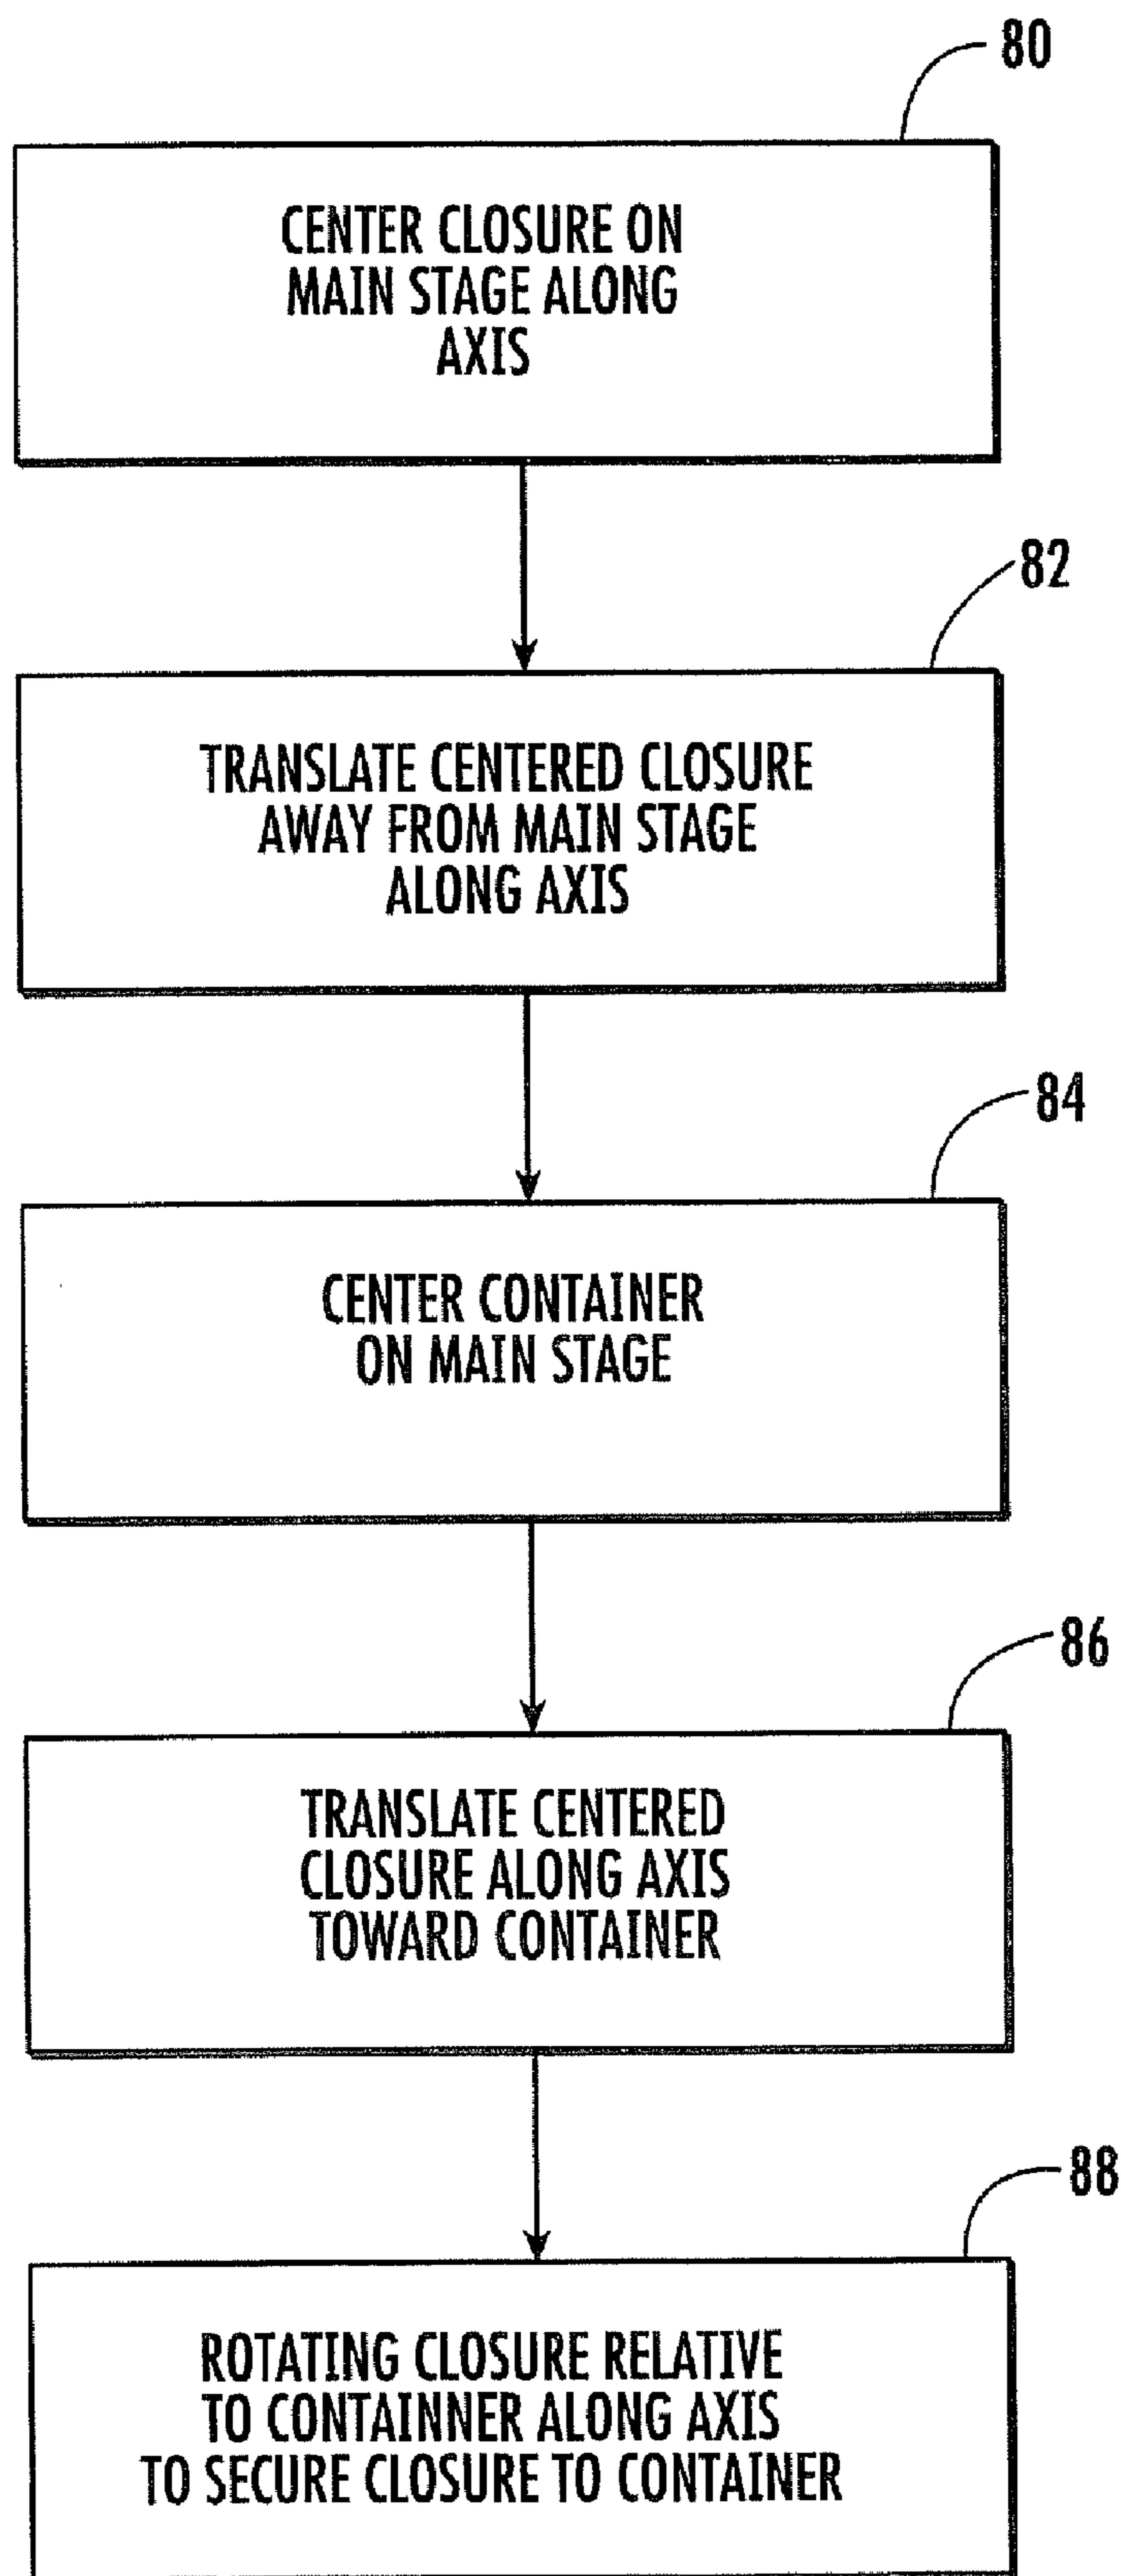 80
CENTER CLOSURE ON
MAIN STAGE ALONG
AXIS
82
TRANSLATE CENTERED CLOSURE
AWAY FROM MAIN STAGE
ALONG AXIS
84
CENTER CONTAINER
ON MAIN STAGE
86
TRANSLATE CENTERED
CLOSURE ALONG AXIS
TOWARD CONTAINER
88
ROTATING CLOSURE RELATIVE
TO CONTAINNER ALONG AXIS
TO SECURE CLOSURE TO CONTAINER